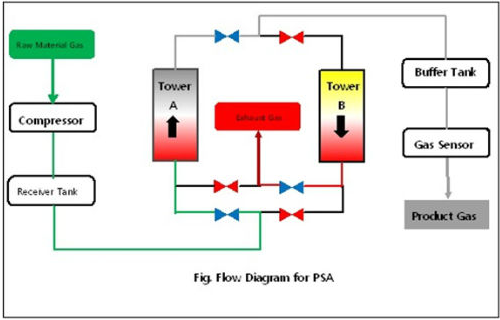 Raw Material Gas
Compressor
Receiver Tank
Tower
A
Exhaust Gas
Tower
B
Buffer Tank
Gas Sensor
Product Gas
Fig. Flow Diagram for PSA